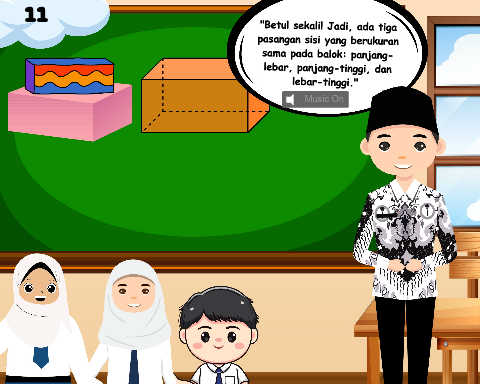 11
"Betul sekali! Jadi, ada tiga
pasangan sisi yang berukuran
sama pada balok: panjang-
lebar, panjang-tinggi, dan
lebar-tinggi."
Music On